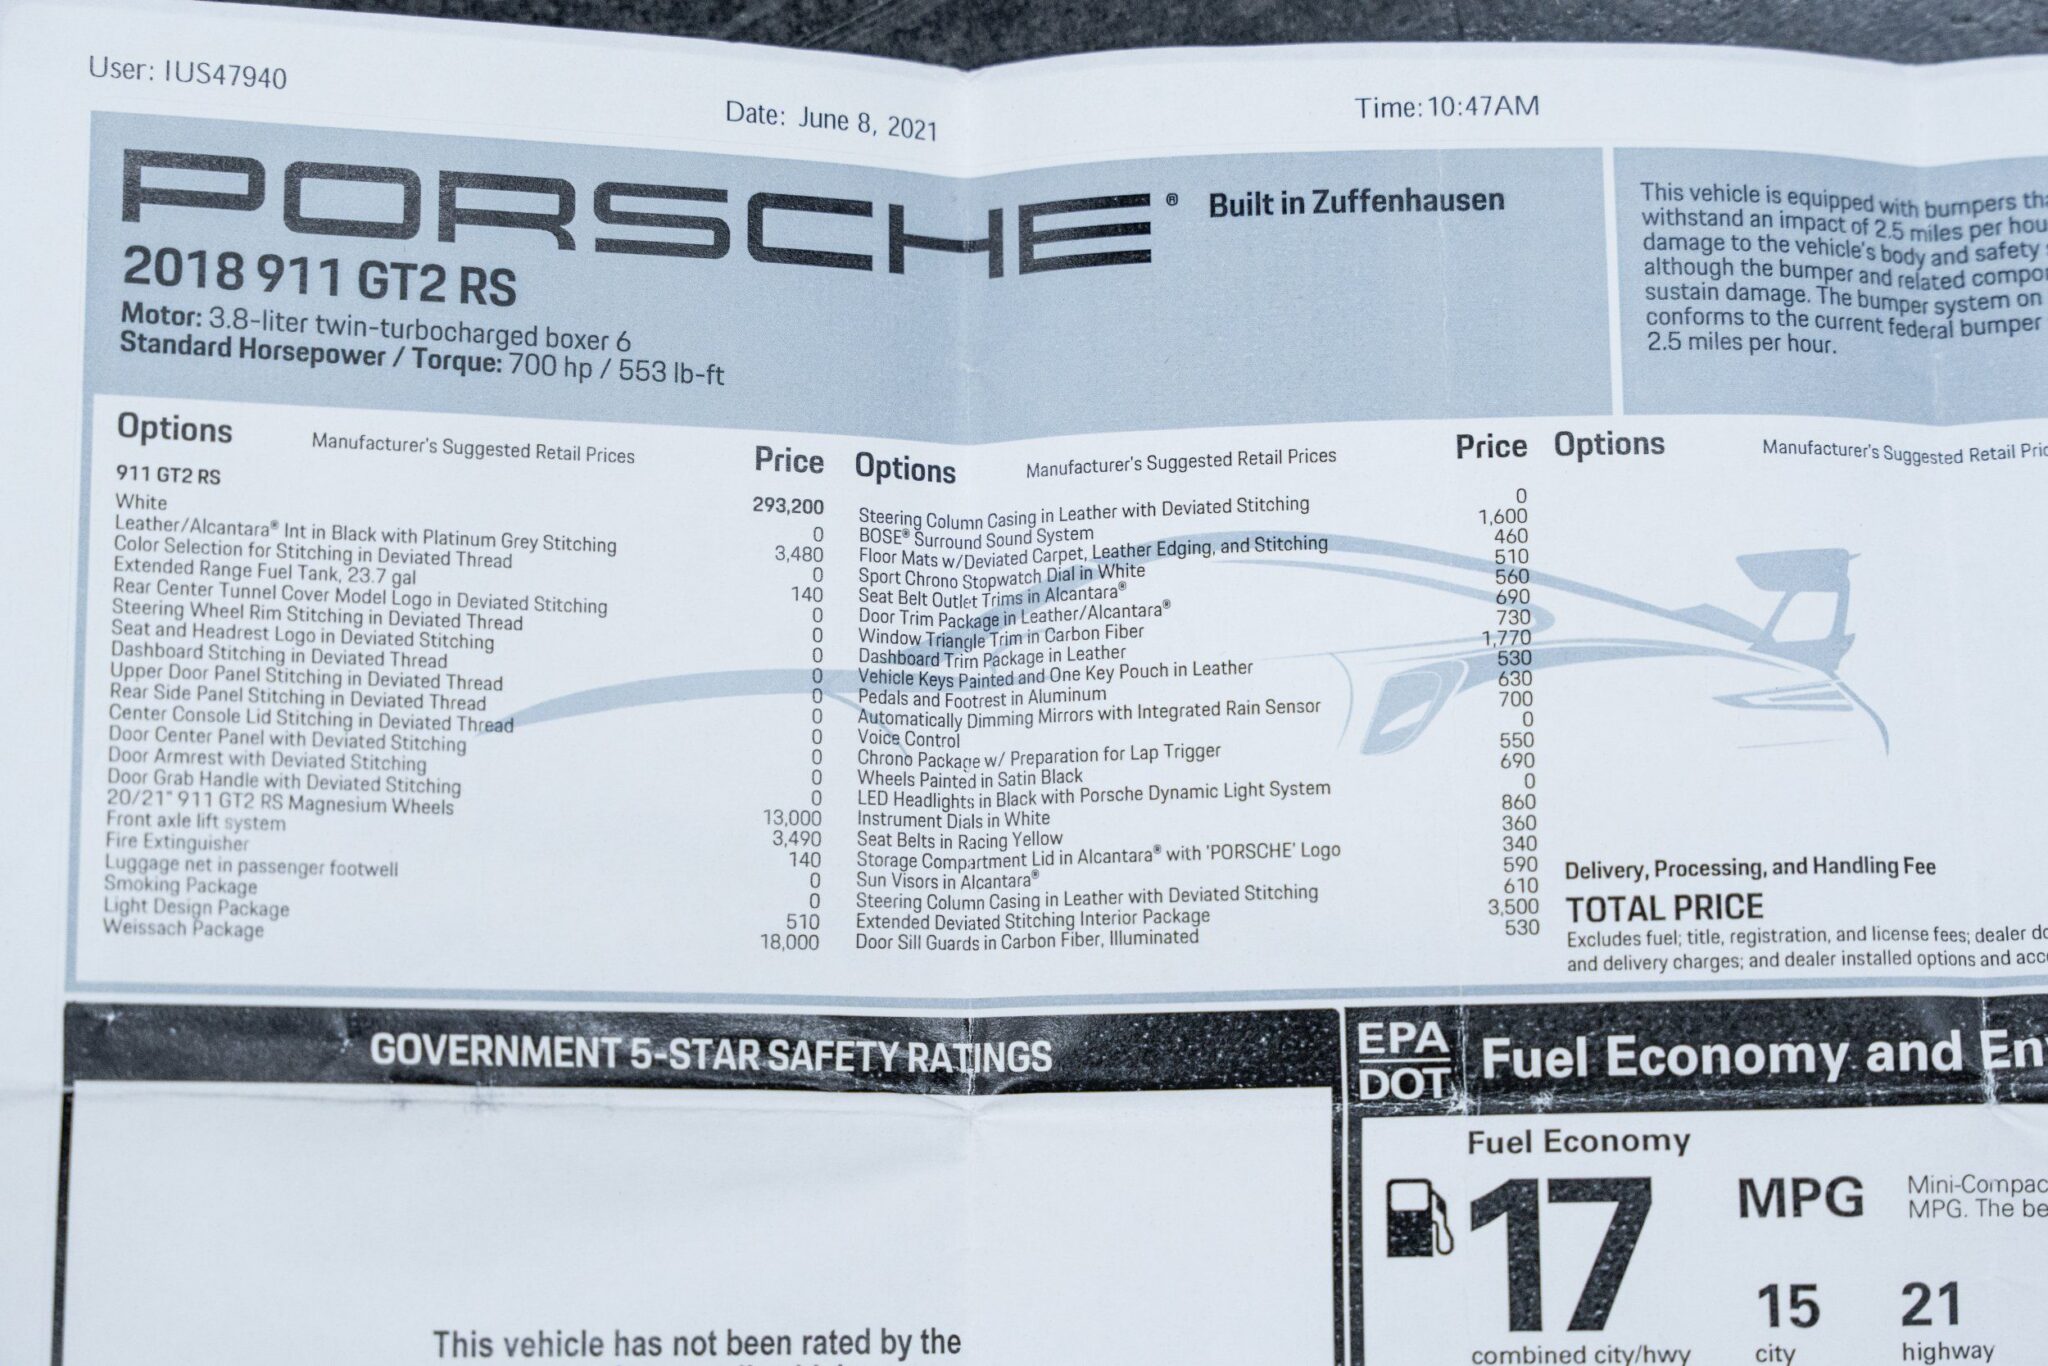 User: IUS47940
Date: June 8, 2021
Time: 10:47AM
PORSCHE®
Built in Zuffenhausen
2018 911 GT2 RS
Motor: 3.8-liter twin-turbocharged boxer 6
Standard Horsepower / Torque: 700 hp / 553 lb-ft
This vehicle is equipped with bumpers tha
withstand an impact of 2.5 miles per hou
damage to the vehicle's body and safety
although the bumper and related compo
sustain damage. The bumper system on
conforms to the current federal bumper
2.5 miles per hour.
Options Manufacturer's Suggested Retail Prices Price
911 GT2 RS 293,200
White 0
Leather/Alcantara® Int in Black with Platinum Grey Stitching 3,480
Color Selection for Stitching in Deviated Thread 0
Extended Range Fuel Tank, 23.7 gal 140
Rear Center Tunnel Cover Model Logo in Deviated Stitching 0
Steering Wheel Rim Stitching in Deviated Thread 0
Seat and Headrest Logo in Deviated Stitching 0
Dashboard Stitching in Deviated Thread 0
Upper Door Panel Stitching in Deviated Thread 0
Rear Side Panel Stitching in Deviated Thread 0
Center Console Lid Stitching in Deviated Thread 0
Door Center Panel with Deviated Stitching 0
Door Armrest with Deviated Stitching 0
Door Grab Handle with Deviated Stitching 0
20/21" 911 GT2 RS Magnesium Wheels 13,000
Front axle lift system 3,490
Fire Extinguisher 140
Luggage net in passenger footwell 0
Smoking Package 0
Light Design Package 510
Weissach Package 18,000
Options Manufacturer's Suggested Retail Prices Price
Steering Column Casing in Leather with Deviated Stitching 0
BOSE® Surround Sound System 1,600
Floor Mats w/Deviated Carpet, Leather Edging, and Stitching 460
Sport Chrono Stopwatch Dial in White 510
Seat Belt Outlet Trims in Alcantara® 560
Door Trim Package in Leather/Alcantara® 690
Window Triangle Trim in Carbon Fiber 730
Dashboard Trim Package in Leather 1,770
Vehicle Keys Painted and One Key Pouch in Leather 530
Pedals and Footrest in Aluminum 630
Automatically Dimming Mirrors with Integrated Rain Sensor 700
Voice Control 0
Chrono Package w/ Preparation for Lap Trigger 550
Wheels Painted in Satin Black 690
LED Headlights in Black with Porsche Dynamic Light System 0
Instrument Dials in White 860
Seat Belts in Racing Yellow 360
Storage Compartment Lid in Alcantara® with 'PORSCHE' Logo 340
Sun Visors in Alcantara® 590
Steering Column Casing in Leather with Deviated Stitching 610
Extended Deviated Stitching Interior Package 3,500
Door Sill Guards in Carbon Fiber, Illuminated 530
Options Manufacturer's Suggested Retail Pric
Delivery, Processing, and Handling Fee
TOTAL PRICE
Excludes fuel; title, registration, and license fees; dealer do
and delivery charges; and dealer installed options and acc
GOVERNMENT 5-STAR SAFETY RATINGS
This vehicle has not been rated by the
EPA
DOT
Fuel Economy and En
Fuel Economy
17 MPG
combined city/hwy
15
city
21
highway
Mini-Compac
MPG. The be